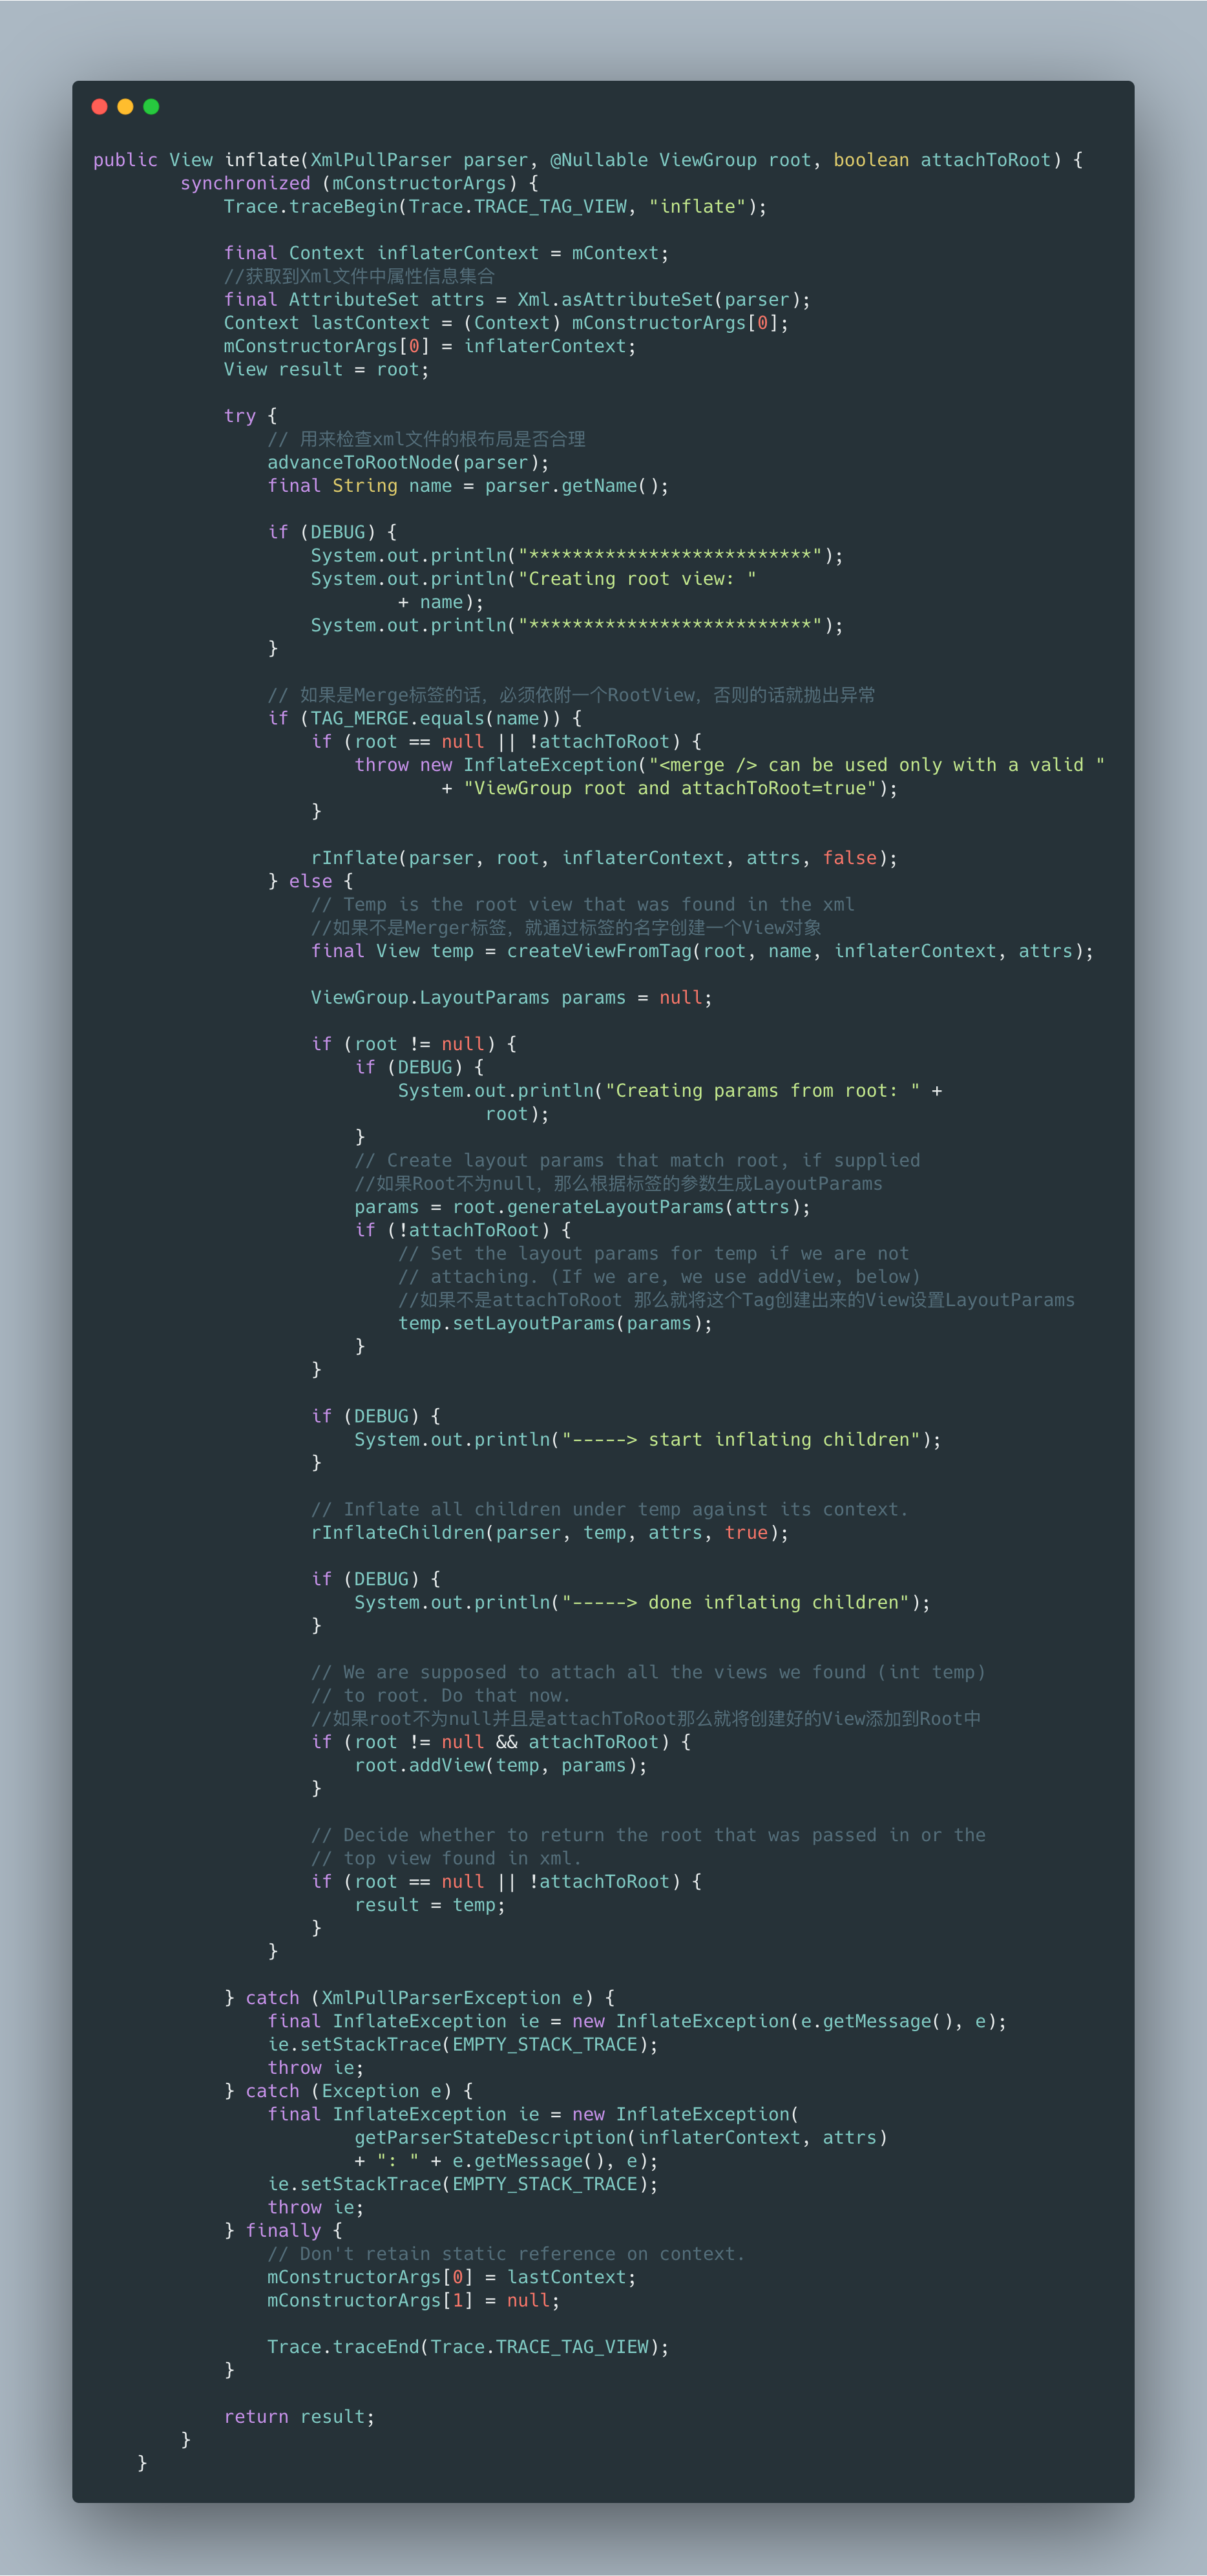 public View inflate(XmlPullParser parser, @Nullable ViewGroup root, boolean attachToRoot) {
synchronized (mConstructorArgs) {
Trace.traceBegin(Trace.TRACE_TAG_VIEW, "inflate");
final Context inflaterContext = mContext;
//获取到Xml文件中属性信息集合
final AttributeSet attrs = Xml.asAttributeSet(parser);
Context lastContext = (Context) mConstructorArgs[0];
mConstructorArgs[0] = inflaterContext;
View result = root;
try {
// 用来检查xml文件的根布局是否合理
advanceToRootNode(parser);
final String name = parser.getName();
if (DEBUG) {
System.out.println("**************************");
System.out.println("Creating root view: "
+ name);
System.out.println("**************************");
}
// 如果是Merge标签的话，必须依附一个RootView，否则的话就抛出异常
if (TAG_MERGE.equals(name)) {
if (root == null || !attachToRoot) {
throw new InflateException("<merge /> can be used only with a valid "
+ "ViewGroup root and attachToRoot=true");
}
rInflate(parser, root, inflaterContext, attrs, false);
} else {
// Temp is the root view that was found in the xml
//如果不是Merger标签，就通过标签的名字创建一个View对象
final View temp = createViewFromTag(root, name, inflaterContext, attrs);
ViewGroup.LayoutParams params = null;
if (root != null) {
if (DEBUG) {
System.out.println("Creating params from root: " +
root);
}
// Create layout params that match root, if supplied
//如果Root不为null，那么根据标签的参数生成LayoutParams
params = root.generateLayoutParams(attrs);
if (!attachToRoot) {
// Set the layout params for temp if we are not
// attaching. (If we are, we use addView, below)
//如果不是attachToRoot 那么就将这个Tag创建出来的View设置LayoutParams
temp.setLayoutParams(params);
}
}
if (DEBUG) {
System.out.println("-----> start inflating children");
}
// Inflate all children under temp against its context.
rInflateChildren(parser, temp, attrs, true);
if (DEBUG) {
System.out.println("-----> done inflating children");
}
// We are supposed to attach all the views we found (int temp)
// to root. Do that now.
//如果root不为null并且是attachToRoot那么就将创建好的View添加到Root中
if (root != null && attachToRoot) {
root.addView(temp, params);
}
// Decide whether to return the root that was passed in or the
// top view found in xml.
if (root == null || !attachToRoot) {
result = temp;
}
}
} catch (XmlPullParserException e) {
final InflateException ie = new InflateException(e.getMessage(), e);
ie.setStackTrace(EMPTY_STACK_TRACE);
throw ie;
} catch (Exception e) {
final InflateException ie = new InflateException(
getParserStateDescription(inflaterContext, attrs)
+ ": " + e.getMessage(), e);
ie.setStackTrace(EMPTY_STACK_TRACE);
throw ie;
} finally {
// Don't retain static reference on context.
mConstructorArgs[0] = lastContext;
mConstructorArgs[1] = null;
Trace.traceEnd(Trace.TRACE_TAG_VIEW);
}
return result;
}
}